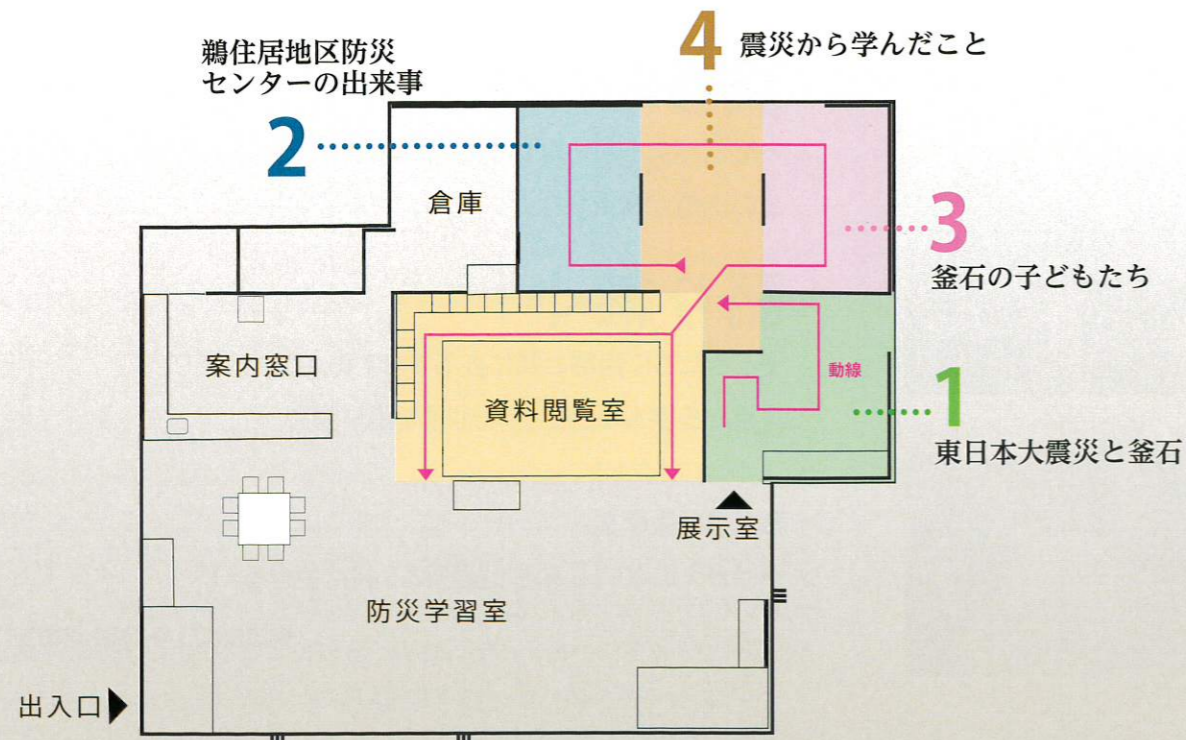 4 震災から学んだこと
鵜住居地区防災
センターの出来事
2
倉庫
3
釜石の子どもたち
案内窓口
動線
1
資料閲覧室
東日本大震災と釜石
展示室
防災学習室
出入口